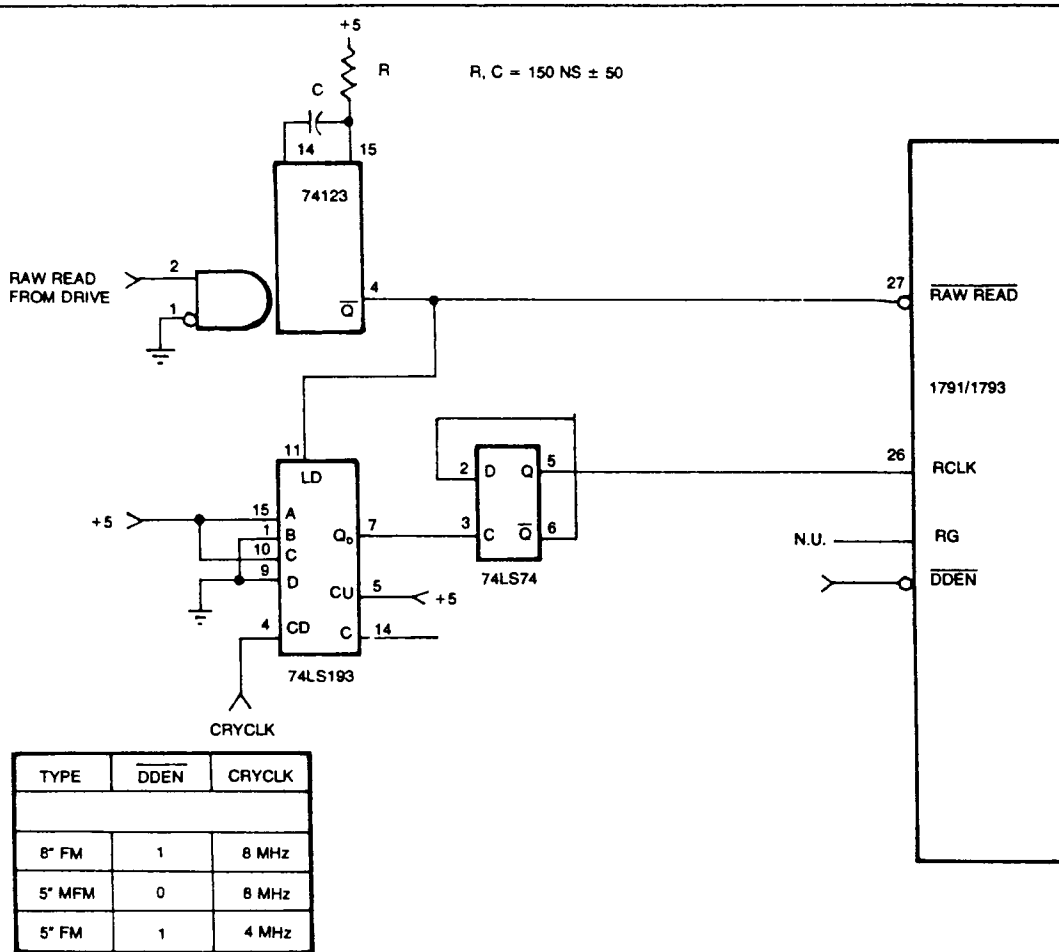 +5
R
R, C = 150 NS ± 50
C
14
15
74123
RAW READ
FROM DRIVE
2
1
4
Q
27
RAW READ
1791/1793
11
LD
+5
15
A
1
B
10
C
9
D
QD
7
CU
5
+5
4
CD
C
14
74LS193
CRYCLK
2
D
Q
5
3
C
Q
6
74LS74
26
RCLK
N.U.
RG
DDEN
TYPE DDEN CRYCLK
8" FM 1 8 MHz
5" MFM 0 8 MHz
5" FM 1 4 MHz